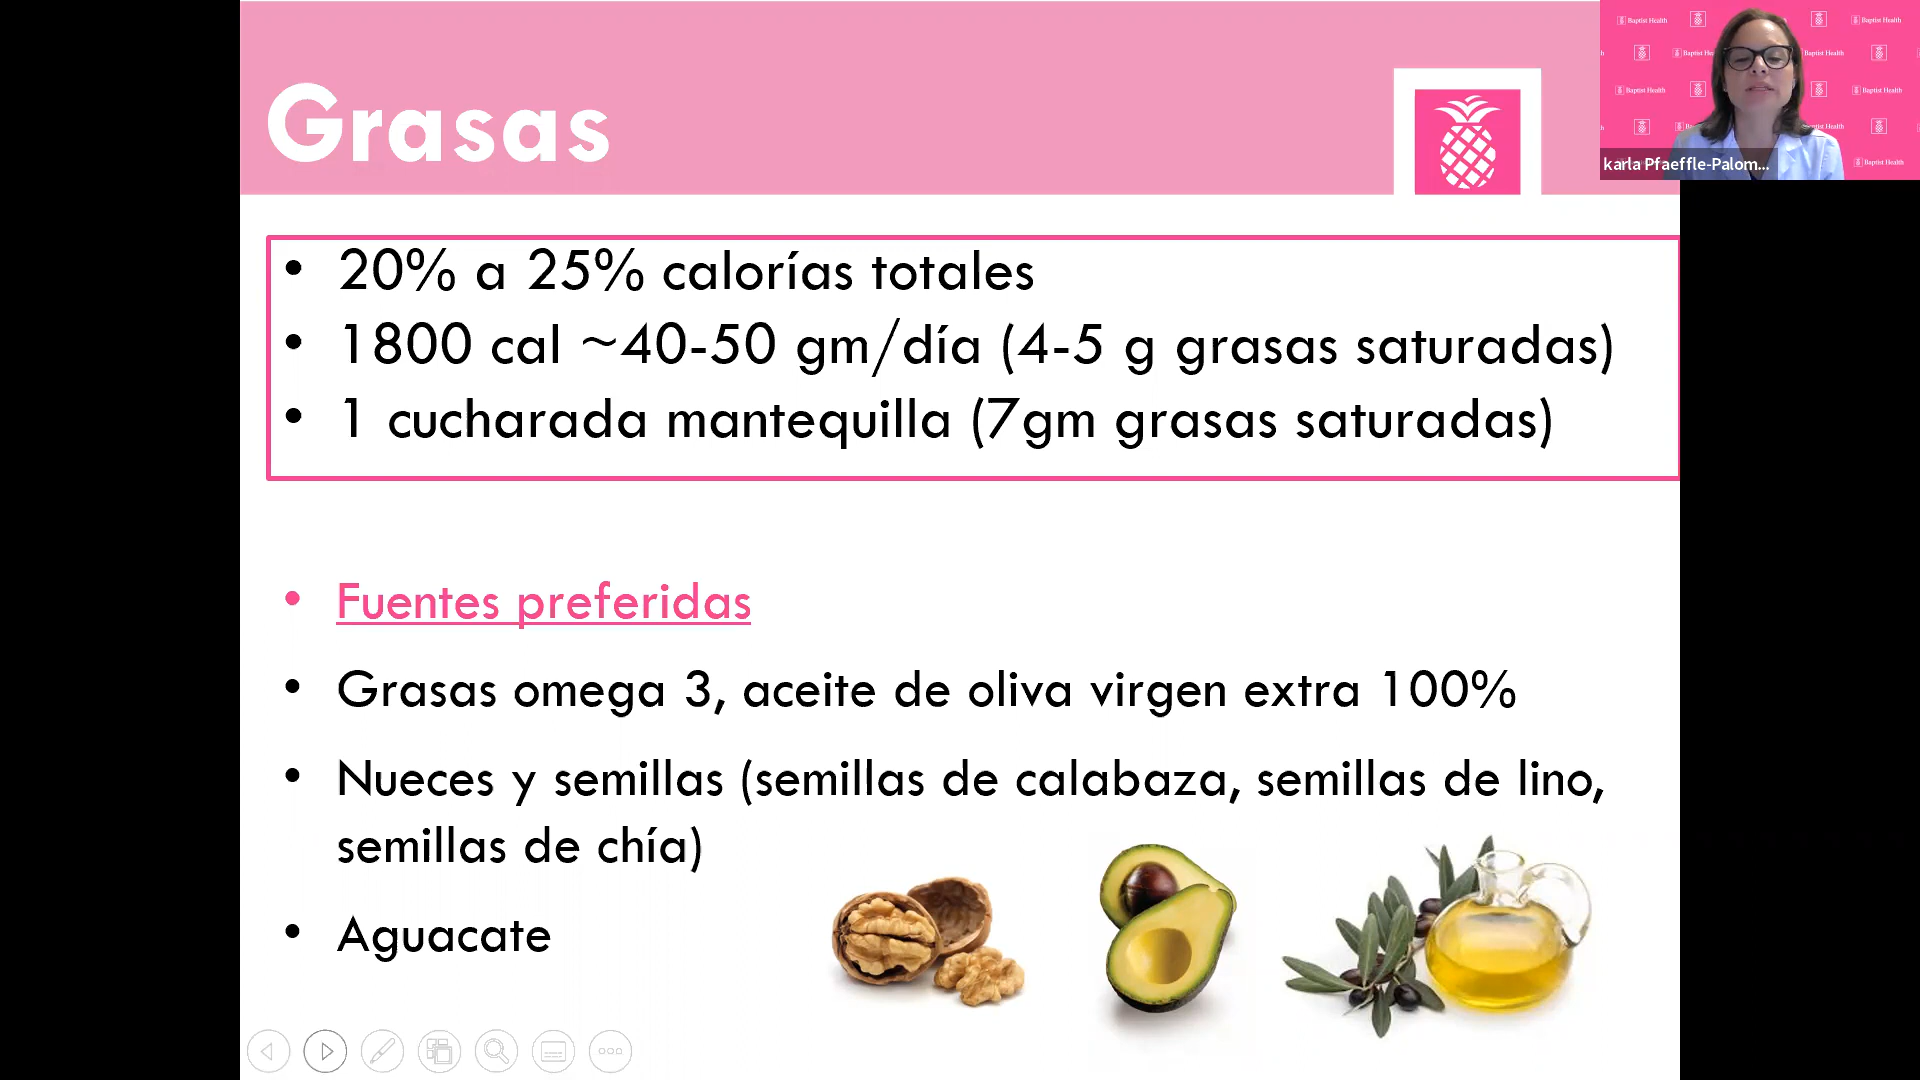 Grasas
Baptist Health
karla Pfaeffle-Palom...
• 20% a 25% calorías totales
• 1800 cal ~40-50 gm/día (4-5 g grasas saturadas)
• 1 cucharada mantequilla (7gm grasas saturadas)
• Fuentes preferidas
• Grasas omega 3, aceite de oliva virgen extra 100%
• Nueces y semillas (semillas de calabaza, semillas de lino,
semillas de chía)
• Aguacate